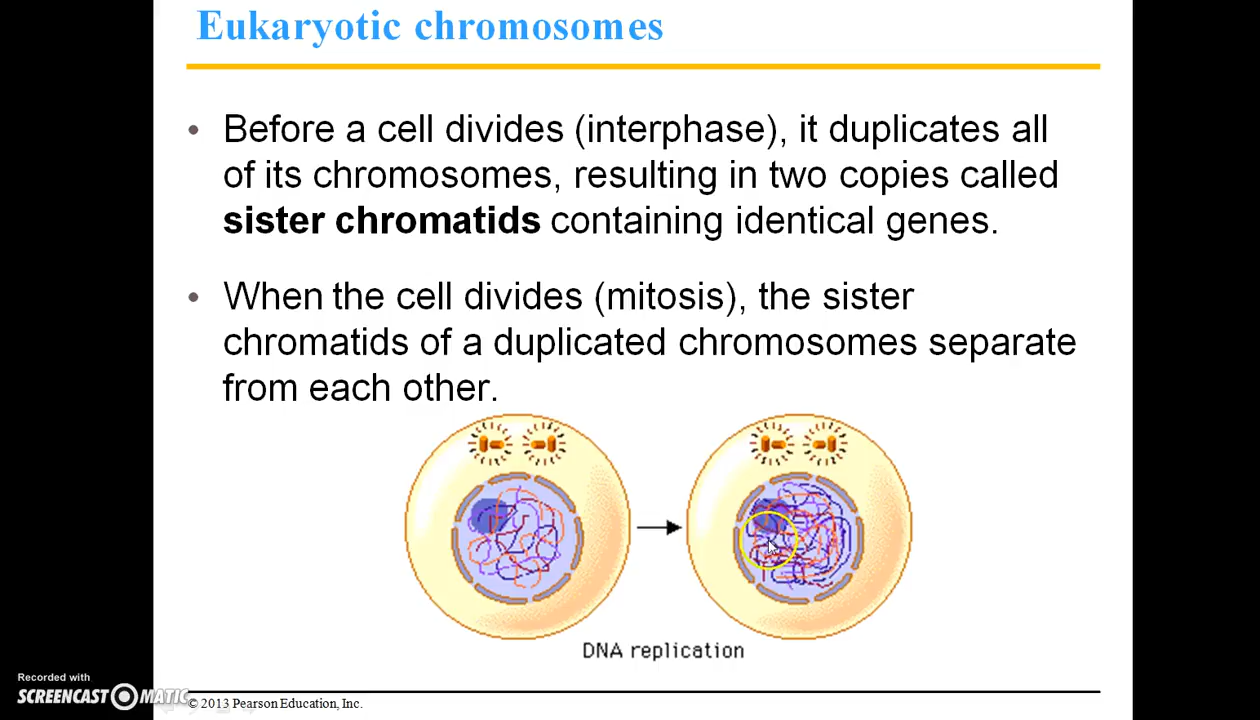 Eukaryotic chromosomes
• Before a cell divides (interphase), it duplicates all
of its chromosomes, resulting in two copies called
sister chromatids containing identical genes.
• When the cell divides (mitosis), the sister
chromatids of a duplicated chromosomes separate
from each other.
DNA replication
Recorded with
SCREENCAST MATIC
© 2013 Pearson Education, Inc.